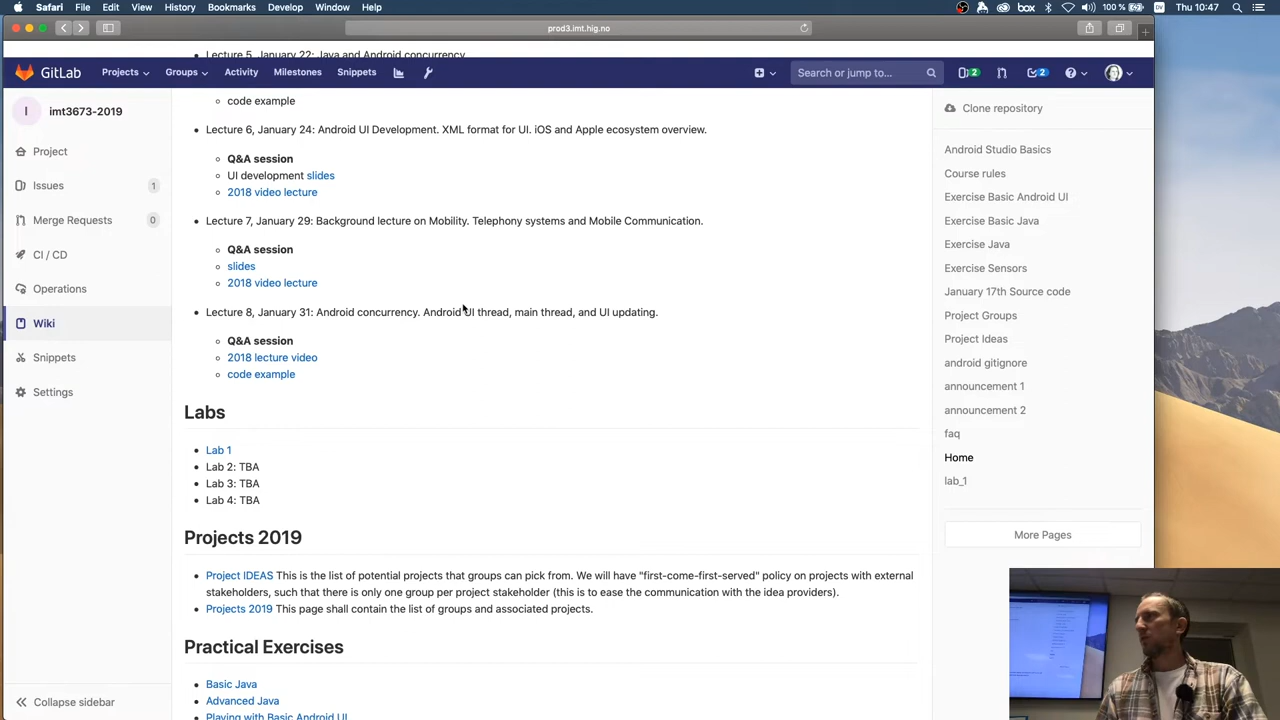 Safari File Edit View History Bookmarks Develop Window Help box 100 % Thu 10:47
prod3.imt.hig.no
Lecture 5, January 22: Java and Android concurrency
GitLab Projects Groups Activity Milestones Snippets Search or jump to... 2 2
I imt3673-2019
Project
Issues 1
Merge Requests 0
CI / CD
Operations
Wiki
Snippets
Settings
Collapse sidebar
code example
Lecture 6, January 24: Android UI Development. XML format for UI. iOS and Apple ecosystem overview.
Q&A session
UI development slides
2018 video lecture
Lecture 7, January 29: Background lecture on Mobility. Telephony systems and Mobile Communication.
Q&A session
slides
2018 video lecture
Lecture 8, January 31: Android concurrency. Android UI thread, main thread, and UI updating.
Q&A session
2018 lecture video
code example
Labs
Lab 1
Lab 2: TBA
Lab 3: TBA
Lab 4: TBA
Projects 2019
Project IDEAS This is the list of potential projects that groups can pick from. We will have "first-come-first-served" policy on projects with external
stakeholders, such that there is only one group per project stakeholder (this is to ease the communication with the idea providers).
Projects 2019 This page shall contain the list of groups and associated projects.
Practical Exercises
Basic Java
Advanced Java
Playing with Basic Android UI
Clone repository
Android Studio Basics
Course rules
Exercise Basic Android UI
Exercise Basic Java
Exercise Java
Exercise Sensors
January 17th Source code
Project Groups
Project Ideas
android gitignore
announcement 1
announcement 2
faq
Home
lab_1
More Pages